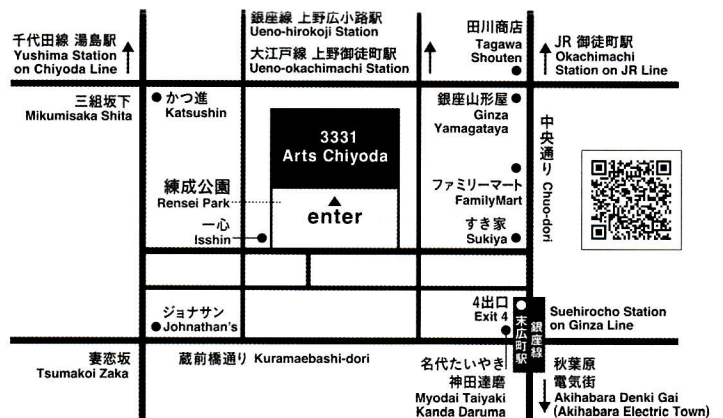 千代田線 湯島駅
Yushima Station
on Chiyoda Line
銀座線 上野広小路駅
Ueno-hirokoji Station
大江戸線 上野御徒町駅
Ueno-okachimachi Station
田川商店
Tagawa
Shouten
JR 御徒町駅
Okachimachi
Station on JR Line
三組坂下
Mikumisaka Shita
かつ進
Katsushin
3331
Arts Chiyoda
銀座山形屋
Ginza
Yamagataya
中央通り Chuo-dori
練成公園
Rensei Park
enter
ファミリーマート
FamilyMart
一心
Isshin
すき家
Sukiya
ジョナサン
Johnathan's
4出口
Exit 4
末広町駅
銀座線
Suehirocho Station
on Ginza Line
妻恋坂
Tsumakoi Zaka
蔵前橋通り Kuramaebashi-dori
名代たいやき
神田達磨
Myodai Taiyaki
Kanda Daruma
秋葉原
電気街
Akihabara Denki Gai
(Akihabara Electric Town)